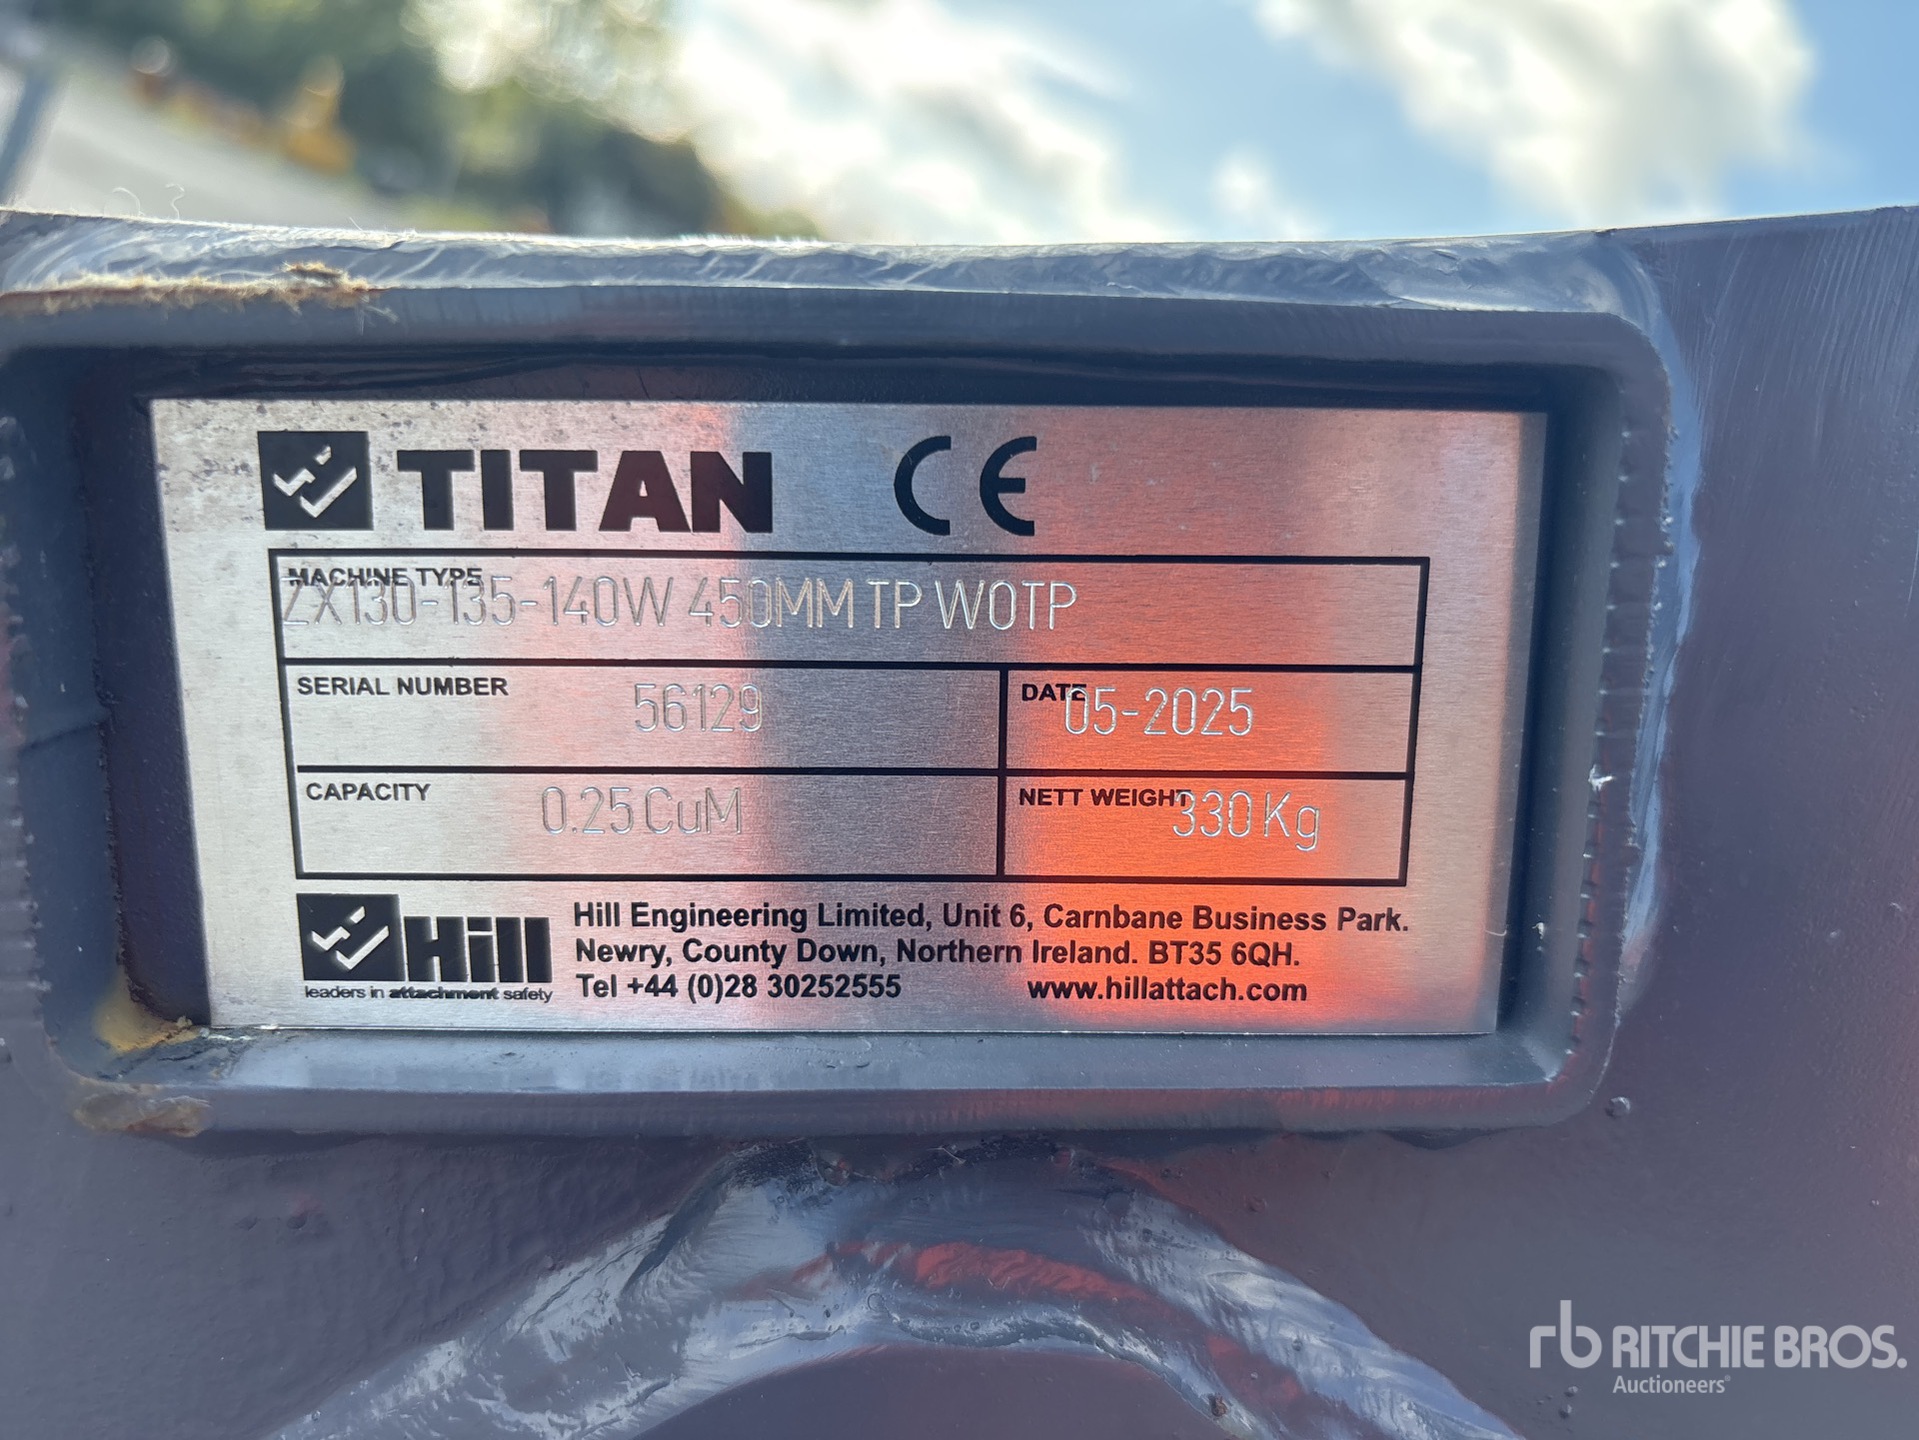 TITAN CE
MACHINE TYPE
ZX130-135-140W 450MM TP WOTP
SERIAL NUMBER 56129
DATE 05-2025
CAPACITY 0.25CuM
NETT WEIGHT 330Kg
Hill
leaders in attachment safety
Hill Engineering Limited, Unit 6, Carnbane Business Park.
Newry, County Down, Northern Ireland. BT35 6QH.
Tel +44 (0)28 30252555 www.hillattach.com
rb RITCHIE BROS.
Auctioneers